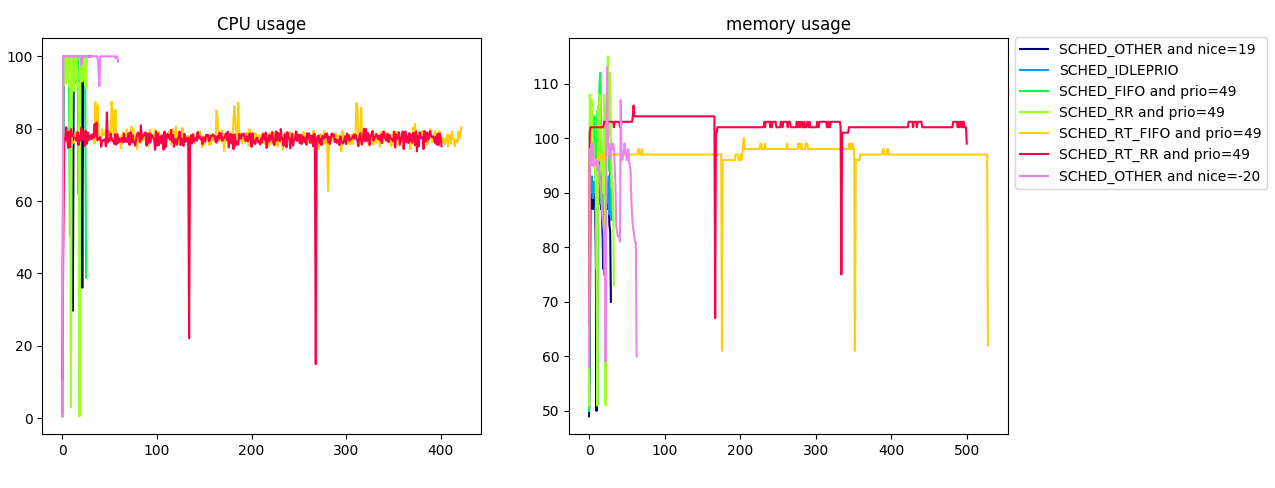 CPU usage
100
80
60
40
20
0
0 100 200 300 400
memory usage
110
100
90
80
70
60
50
0 100 200 300 400 500
SCHED_OTHER and nice=19
SCHED_IDLEPRIO
SCHED_FIFO and prio=49
SCHED_RR and prio=49
SCHED_RT_FIFO and prio=49
SCHED_RT_RR and prio=49
SCHED_OTHER and nice=-20